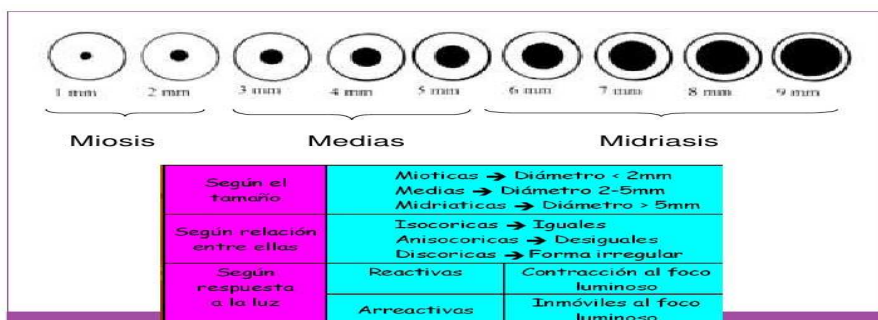 1 mm 2 mm 3 mm 4 mm 5 mm 6 mm 7 mm 8 mm 9 mm
Miosis Medias Midriasis
Según el
tamaño
Mioticas → Diámetro < 2mm
Medias → Diámetro 2-5mm
Midriaticas → Diámetro > 5mm
Según relación
entre ellas
Isocoricas → Iguales
Anisocoricas → Desiguales
Discoricas → Forma irregular
Según
respuesta
a la luz
Reactivas
Contracción al foco
luminoso
Arreactivas
Inmóviles al foco
luminoso